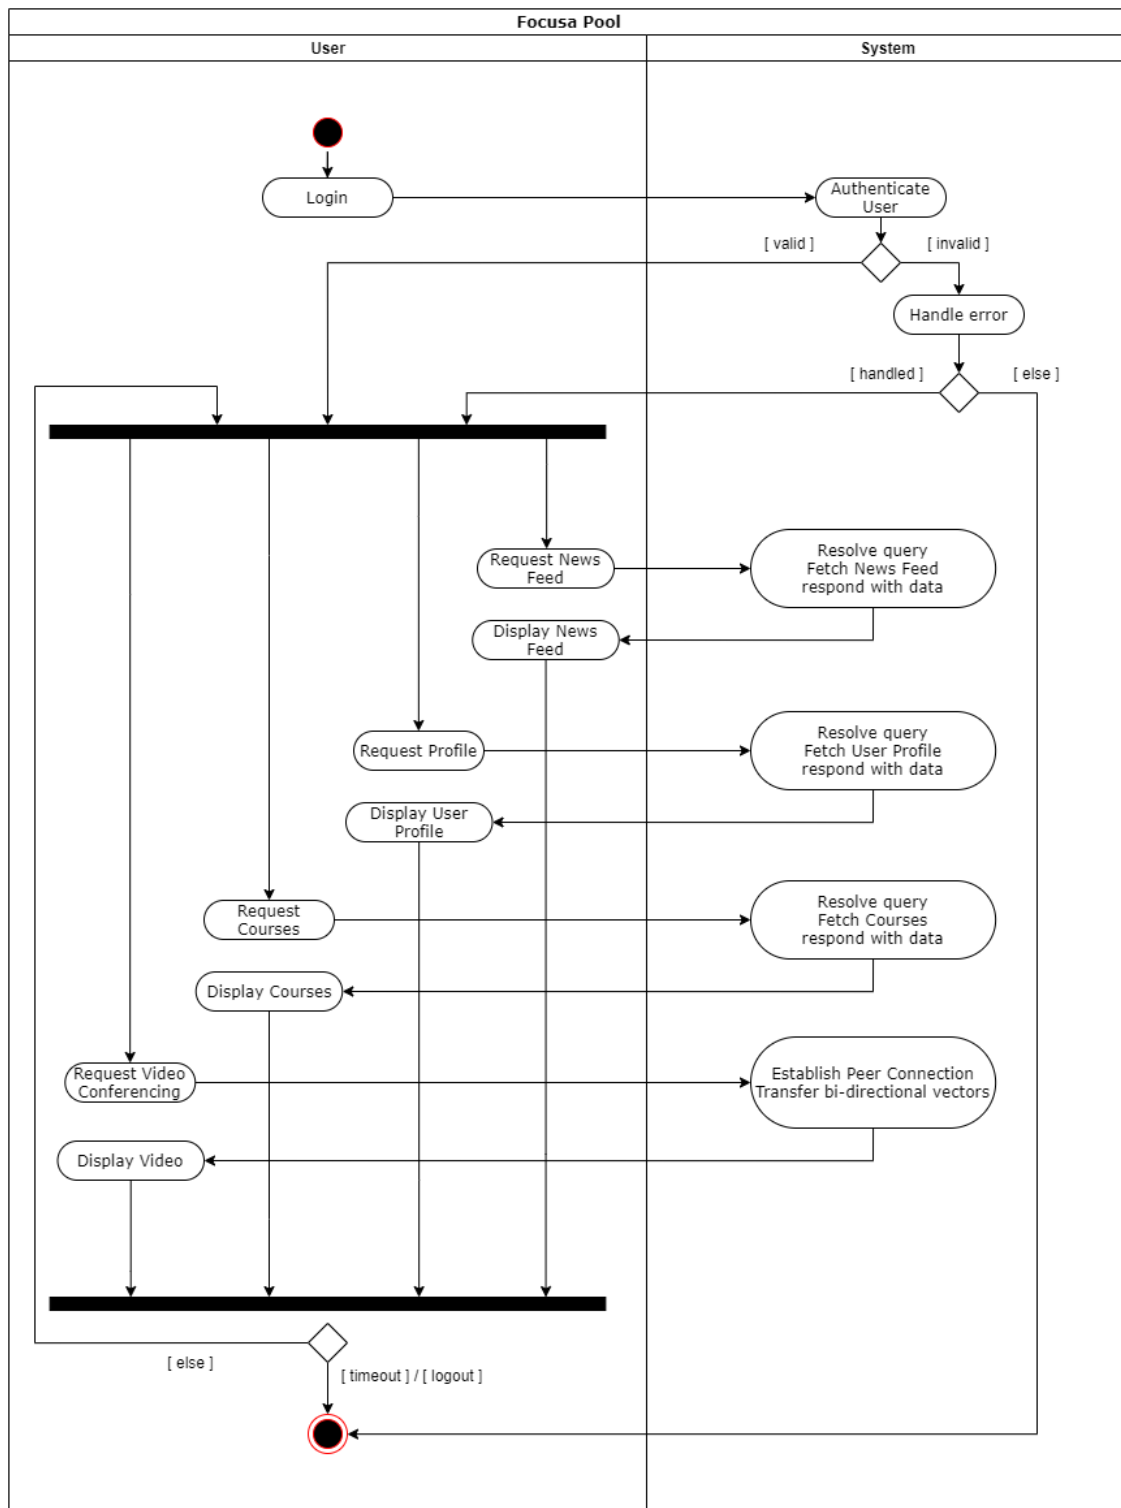 Focusa Pool
User
System
Login
Authenticate
User
[ valid ]
[ invalid ]
Handle error
[ handled ]
[ else ]
Request News
Feed
Resolve query
Fetch News Feed
respond with data
Display News
Feed
Request Profile
Resolve query
Fetch User Profile
respond with data
Display User
Profile
Request
Courses
Resolve query
Fetch Courses
respond with data
Display Courses
Request Video
Conferencing
Establish Peer Connection
Transfer bi-directional vectors
Display Video
[ else ]
[ timeout ] / [ logout ]